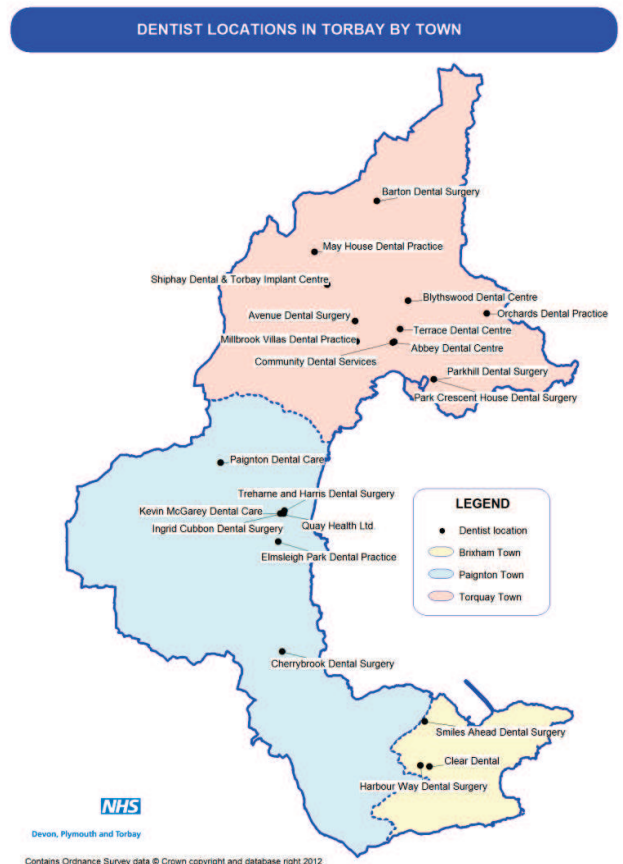 DENTIST LOCATIONS IN TORBAY BY TOWN
Barton Dental Surgery
May House Dental Practice
Shiphay Dental & Torbay Implant Centre
Blythswood Dental Centre
Orchards Dental Practice
Avenue Dental Surgery
Terrace Dental Centre
Millbrook Villas Dental Practice
Abbey Dental Centre
Community Dental Services
Parkhill Dental Surgery
Park Crescent House Dental Surgery
Paignton Dental Care
Treharne and Harris Dental Surgery
Kevin McGarey Dental Care
Quay Health Ltd
Ingrid Cubbon Dental Surgery
Elmsleigh Park Dental Practice
LEGEND
Dentist location
Brixham Town
Paignton Town
Torquay Town
Cherrybrook Dental Surgery
Smiles Ahead Dental Surgery
Clear Dental
Harbour Way Dental Surgery
NHS
Devon, Plymouth and Torbay
Contains Ordnance Survey data © Crown copyright and database right 2012